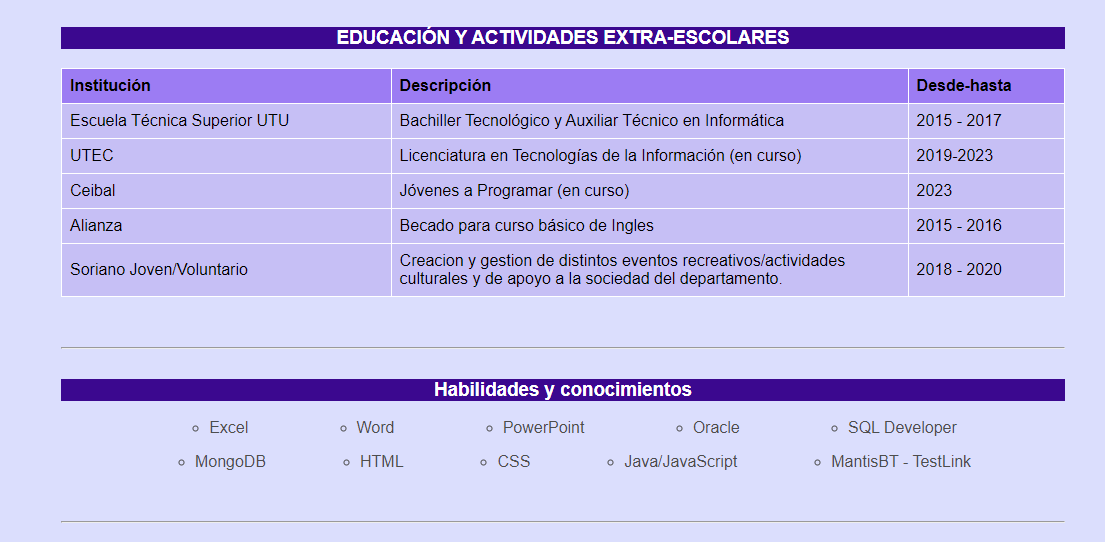 EDUCACIÓN Y ACTIVIDADES EXTRA-ESCOLARES
Institución Descripción Desde-hasta
Escuela Técnica Superior UTU Bachiller Tecnológico y Auxiliar Técnico en Informática 2015 - 2017
UTEC Licenciatura en Tecnologías de la Información (en curso) 2019-2023
Ceibal Jóvenes a Programar (en curso) 2023
Alianza Becado para curso básico de Ingles 2015 - 2016
Soriano Joven/Voluntario Creacion y gestion de distintos eventos recreativos/actividades
culturales y de apoyo a la sociedad del departamento. 2018 - 2020
Habilidades y conocimientos
Excel Word PowerPoint Oracle SQL Developer
MongoDB HTML CSS Java/JavaScript MantisBT - TestLink